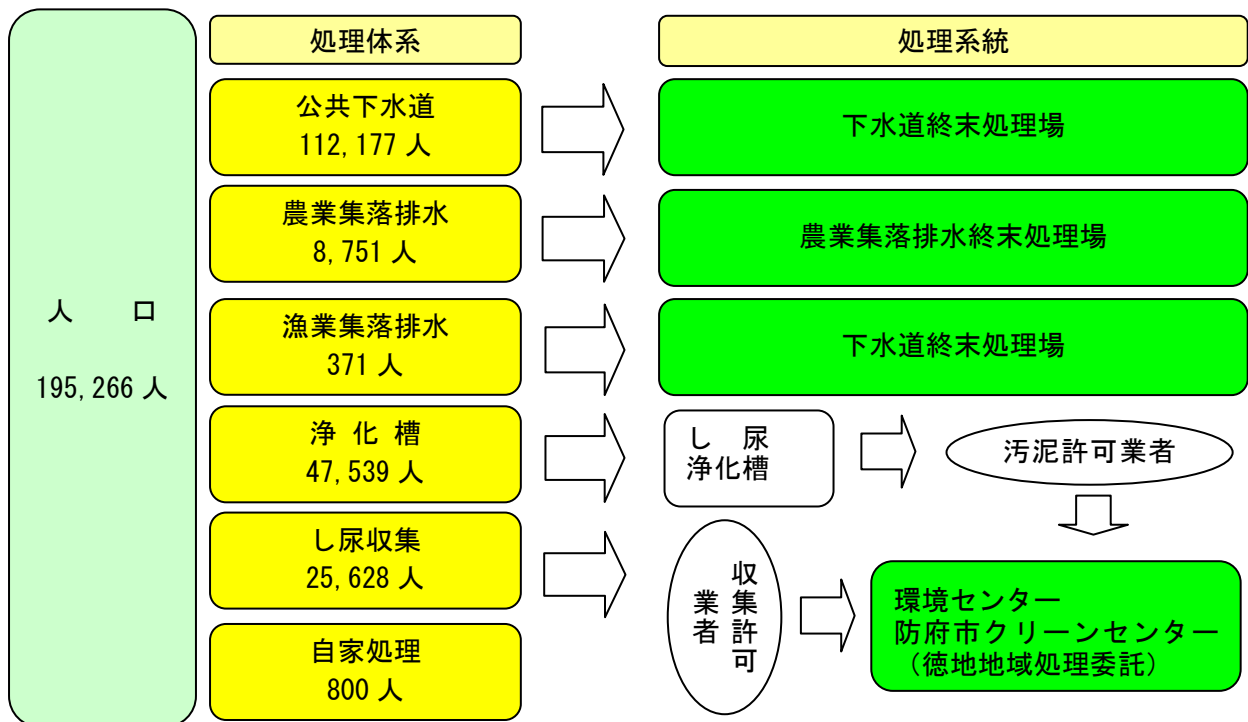 人　口
195,266 人
処理体系
公共下水道
112,177 人
農業集落排水
8,751 人
漁業集落排水
371 人
浄 化 槽
47,539 人
し尿収集
25,628 人
自家処理
800 人
処理系統
下水道終末処理場
農業集落排水終末処理場
下水道終末処理場
し　尿
浄化槽
汚泥許可業者
収集許可
業者
環境センター
防府市クリーンセンター
（徳地地域処理委託）